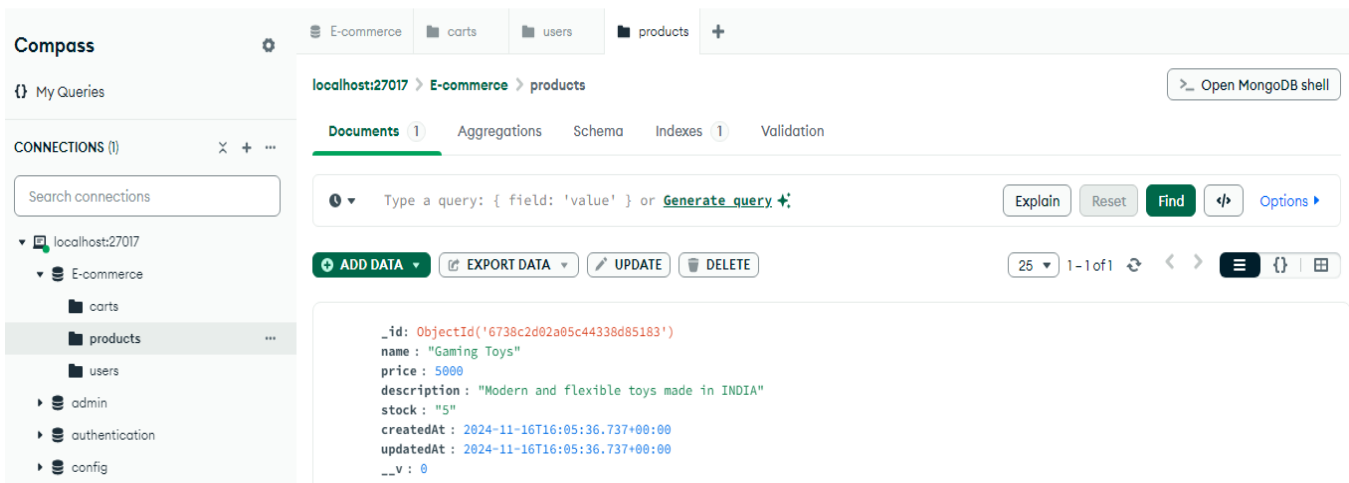 Compass
{} My Queries
CONNECTIONS (1)
Search connections
localhost:27017
E-commerce
carts
products
users
admin
authentication
config
E-commerce carts users products
localhost:27017 > E-commerce > products
>_ Open MongoDB shell
Documents 1 Aggregations Schema Indexes 1 Validation
Type a query: { field: 'value' } or Generate query
Explain Reset Find </> Options
ADD DATA EXPORT DATA UPDATE DELETE
25 1-1 of 1 {}
_id: ObjectId('6738c2d02a05c44338d85183')
name : "Gaming Toys"
price : 5000
description : "Modern and flexible toys made in INDIA"
stock : "5"
createdAt : 2024-11-16T16:05:36.737+00:00
updatedAt : 2024-11-16T16:05:36.737+00:00
__v : 0